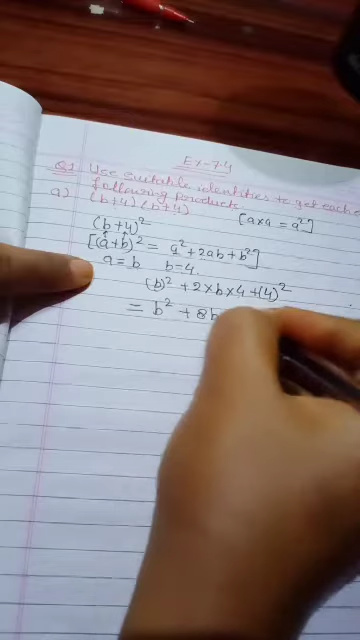 Ex-7.4
Q1 Use suitable identities to get each
following products
a) (b+4)(b+4)
(b+4)²= [a×a = a²]
[(a+b)² = a²+2ab+b²]
a=b b=4.
(b)² + 2×b×4+(4)²
= b² + 8b